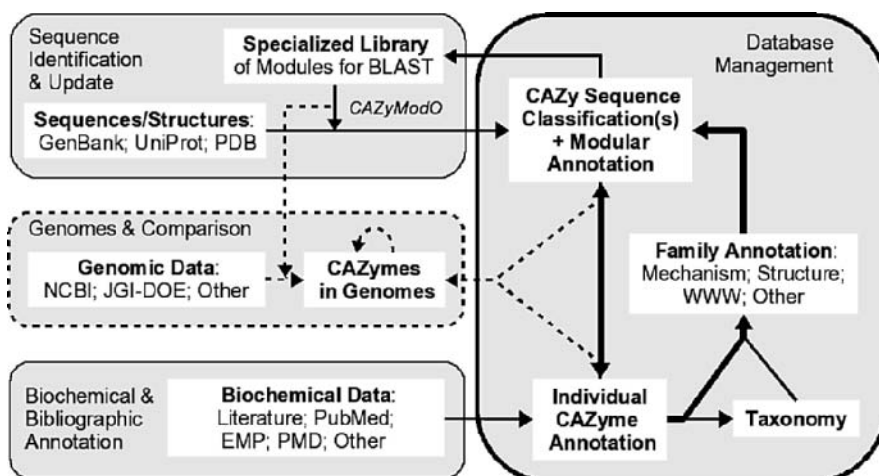 Sequence
Identification
& Update
Specialized Library
of Modules for BLAST
CAZyModO
Sequences/Structures:
GenBank; UniProt; PDB
Database
Management
CAZy Sequence
Classification(s)
+ Modular
Annotation
Genomes & Comparison
Genomic Data:
NCBI; JGI-DOE; Other
CAZymes
in Genomes
Family Annotation:
Mechanism; Structure;
WWW; Other
Biochemical &
Bibliographic
Annotation
Biochemical Data:
Literature; PubMed;
EMP; PMD; Other
Individual
CAZyme
Annotation
Taxonomy